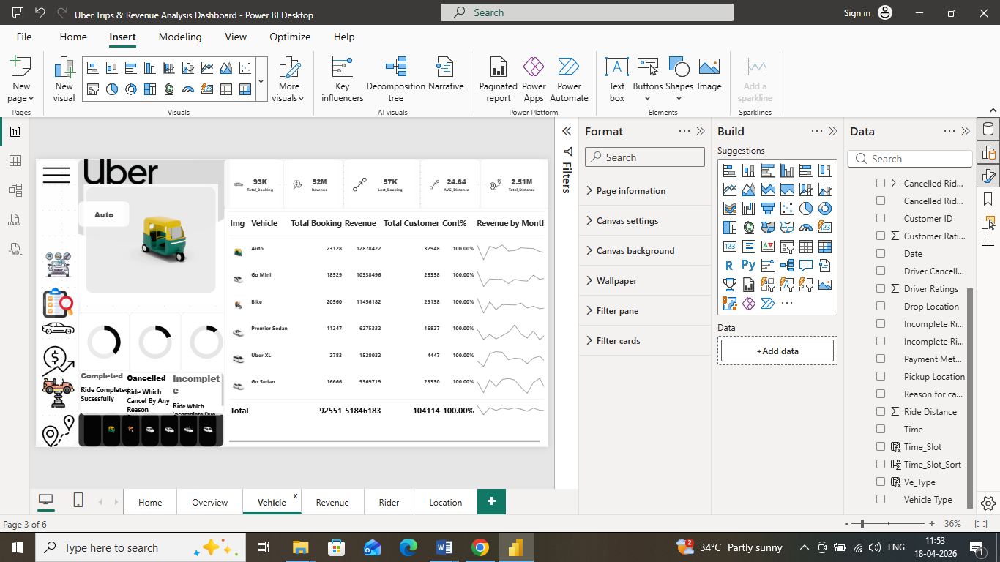 Uber Trips & Revenue Analysis Dashboard - Power BI Desktop
Search
Sign in
File
Home
Insert
Modeling
View
Optimize
Help
New page
New visual
More visuals
Key influencers
Decomposition tree
Narrative
Paginated report
Power Apps
Power Automate
Text box
Buttons
Shapes
Image
Add a sparkline
Pages
Visuals
AI visuals
Power Platform
Elements
Sparklines
DAX
TMDL
Uber
Auto
93K
Total_Booking
52M
Revenue
57K
Lost_Booking
24.64
AVG_Distance
2.51M
Total_Distance
Img Vehicle Total Booking Revenue Total Customer Cont% Revenue by Month
Auto 23128 12878422 32948 100.00%
Go Mini 18529 10338496 28358 100.00%
Bike 20560 11456182 29138 100.00%
Premier Sedan 11247 6275332 16827 100.00%
Uber XL 2783 1528032 4447 100.00%
Go Sedan 16666 9369719 23330 100.00%
Total 92551 51846183 104114 100.00%
Completed
Ride Completed
Sucessfully
Cancelled
Ride Which
Cancel By Any
Reason
Incomplet
e
Ride Which
Incomplete Due
Filters
Format
Search
Page information
Canvas settings
Canvas background
Wallpaper
Filter pane
Filter cards
Build
Suggestions
123
R
Py
Data
+Add data
Data
Search
Cancelled Rid...
Cancelled Rid...
Customer ID
Customer Rati...
Date
Driver Cancell...
Driver Ratings
Drop Location
Incomplete Ri...
Incomplete Ri...
Payment Met...
Pickup Location
Reason for ca...
Ride Distance
Time
Time_Slot
Time_Slot_Sort
Ve_Type
Vehicle Type
Home
Overview
Vehicle
x
Revenue
Rider
Location
+
Page 3 of 6
- + 36%
Type here to search
2
34°C Partly sunny
ENG
11:53
18-04-2026
1